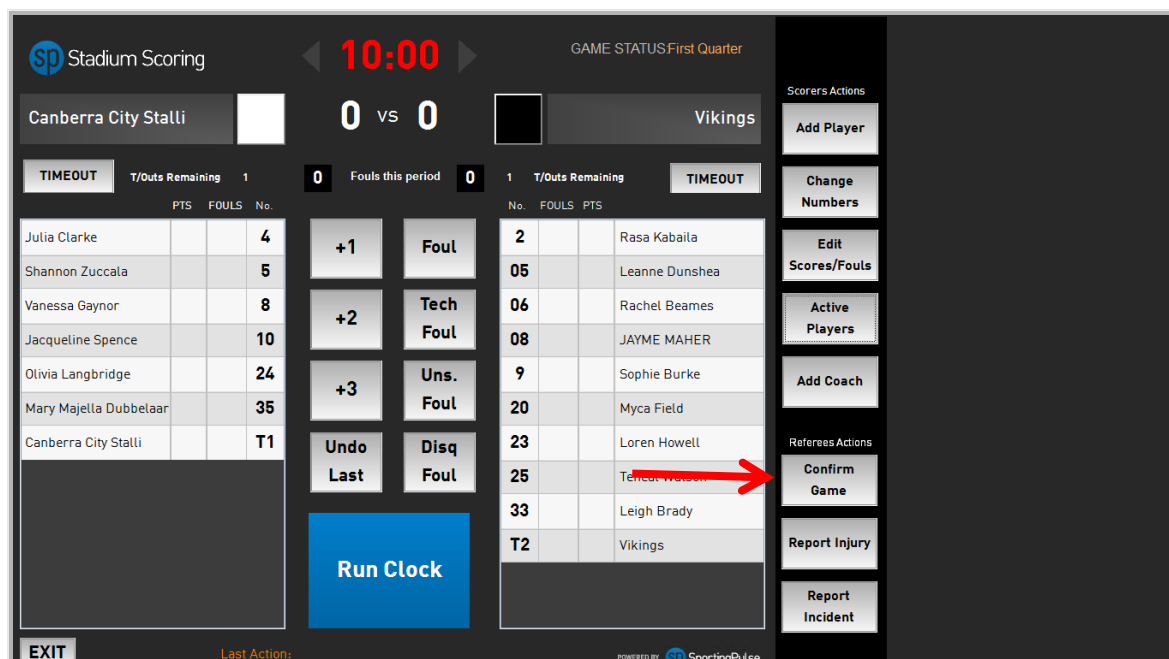 sp Stadium Scoring
10:00
GAME STATUS:First Quarter
Canberra City Stalli
0 vs 0
Vikings
TIMEOUT T/Outs Remaining 1
0 Fouls this period 0
1 T/Outs Remaining TIMEOUT
PTS FOULS No.
Julia Clarke 4
Shannon Zuccala 5
Vanessa Gaynor 8
Jacqueline Spence 10
Olivia Langbridge 24
Mary Majella Dubbelaar 35
Canberra City Stalli T1
+1 Foul
+2 Tech
Foul
+3 Uns.
Foul
Undo
Last
Disq
Foul
Run Clock
No. FOULS PTS
2 Rasa Kabaila
05 Leanne Dunshea
06 Rachel Beames
08 JAYME MAHER
9 Sophie Burke
20 Myca Field
23 Loren Howell
25
33 Leigh Brady
T2 Vikings
Scorers Actions
Add Player
Change
Numbers
Edit
Scores/Fouls
Active
Players
Add Coach
Referees Actions
Confirm
Game
Report Injury
Report
Incident
EXIT
Last Action:
POWERED BY sp SportingPulse